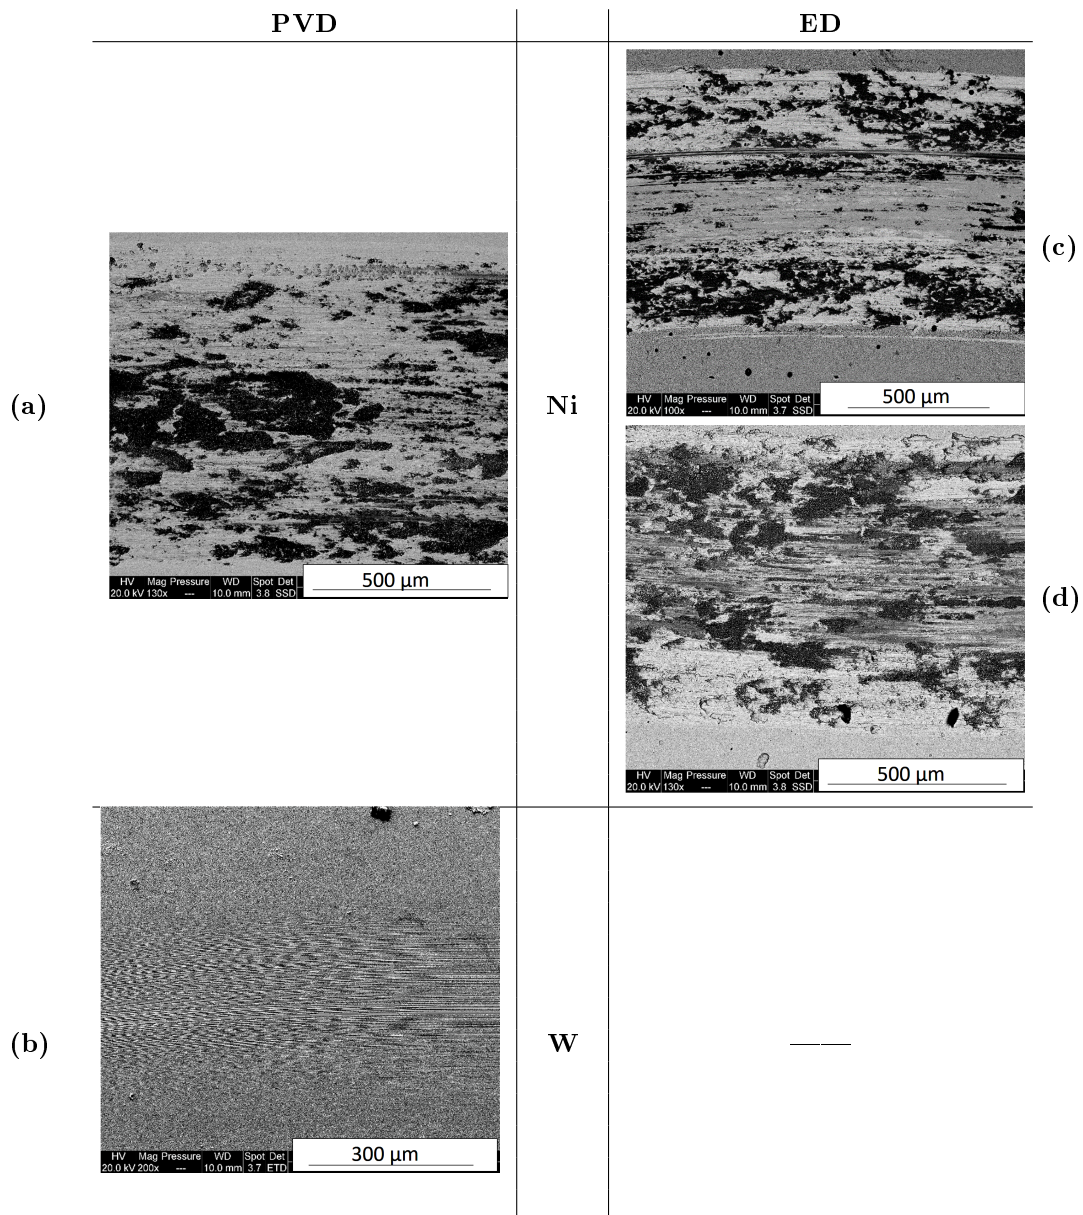 PVD
ED
(a)
HV Mag Pressure WD Spot Det
20.0 kV 130x --- 10.0 mm 3.8 SSD
500 µm
Ni
HV Mag Pressure WD Spot Det
20.0 kV 100x --- 10.0 mm 3.7 SSD
500 µm
(c)
HV Mag Pressure WD Spot Det
20.0 kV 130x --- 10.0 mm 3.8 SSD
500 µm
(d)
(b)
HV Mag Pressure WD Spot Det
20.0 kV 200x --- 10.0 mm 3.7 ETD
300 µm
W